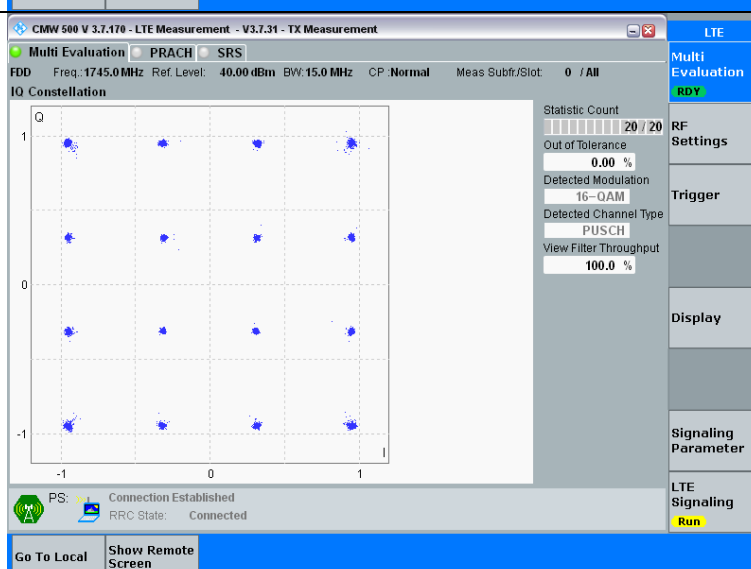 CMW 500 V 3.7.170 - LTE Measurement - V3.7.31 - TX Measurement
LTE
Multi Evaluation PRACH SRS
FDD Freq.: 1745.0 MHz Ref. Level: 40.00 dBm BW: 15.0 MHz CP : Normal Meas Subfr./Slot: 0 / All
IQ Constellation
Q
1
0
-1
-1 0 1
I
Statistic Count
20 / 20
Out of Tolerance
0.00 %
Detected Modulation
16-QAM
Detected Channel Type
PUSCH
View Filter Throughput
100.0 %
Multi
Evaluation
RDY
RF
Settings
Trigger
Display
Signaling
Parameter
LTE
Signaling
Run
PS: Connection Established
RRC State: Connected
Go To Local
Show Remote
Screen